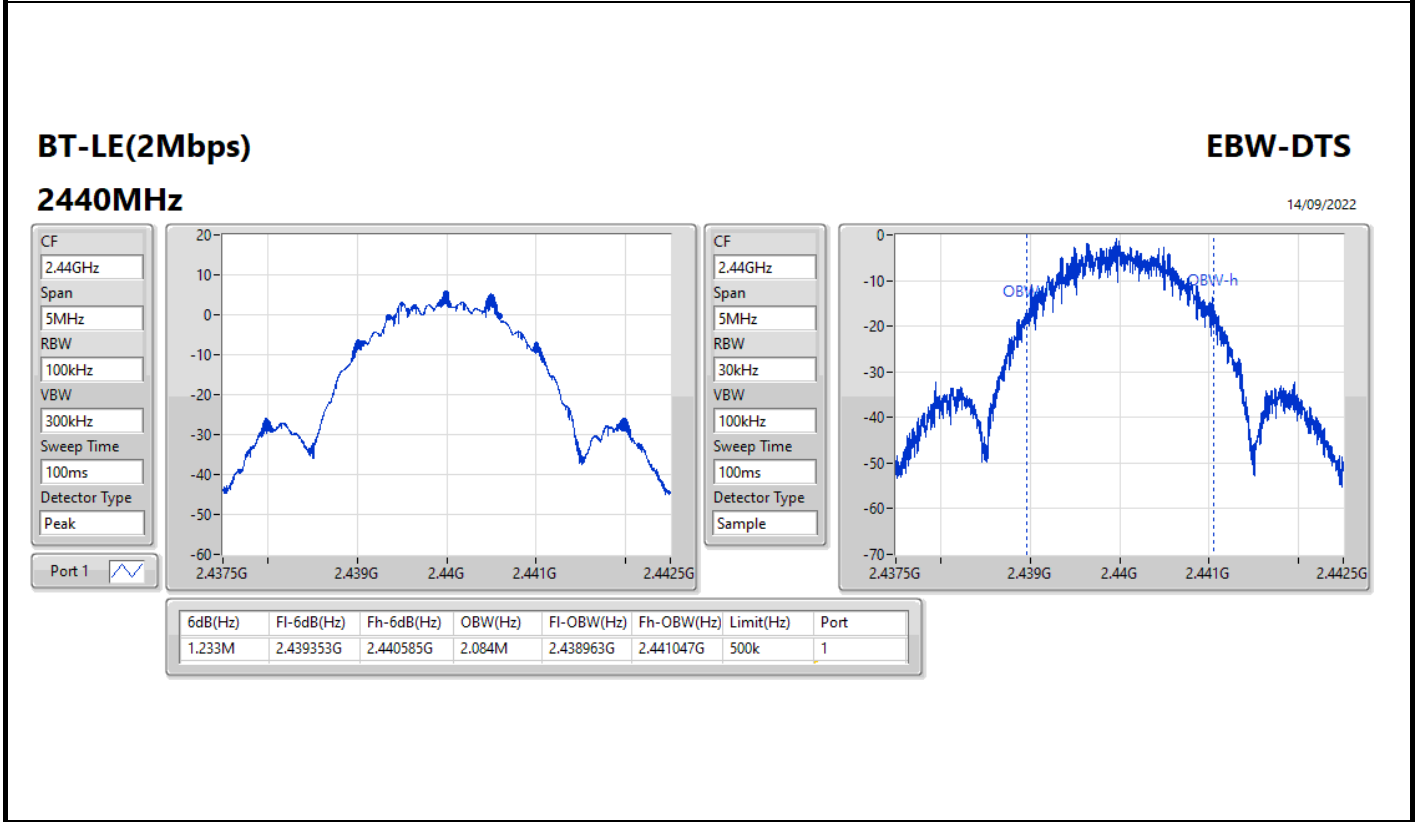 BT-LE(2Mbps)
EBW-DTS
2440MHz
14/09/2022
CF
2.44GHz
Span
5MHz
RBW
100kHz
VBW
300kHz
Sweep Time
100ms
Detector Type
Peak
Port 1
20
10
0
-10
-20
-30
-40
-50
-60
2.4375G
2.439G
2.44G
2.441G
2.4425G
CF
2.44GHz
Span
5MHz
RBW
30kHz
VBW
100kHz
Sweep Time
100ms
Detector Type
Sample
0
-10
-20
-30
-40
-50
-60
-70
OBW-h
2.4375G
2.439G
2.44G
2.441G
2.4425G
6dB(Hz) Fl-6dB(Hz) Fh-6dB(Hz) OBW(Hz) Fl-OBW(Hz) Fh-OBW(Hz) Limit(Hz) Port
1.233M 2.439353G 2.440585G 2.084M 2.438963G 2.441047G 500k 1